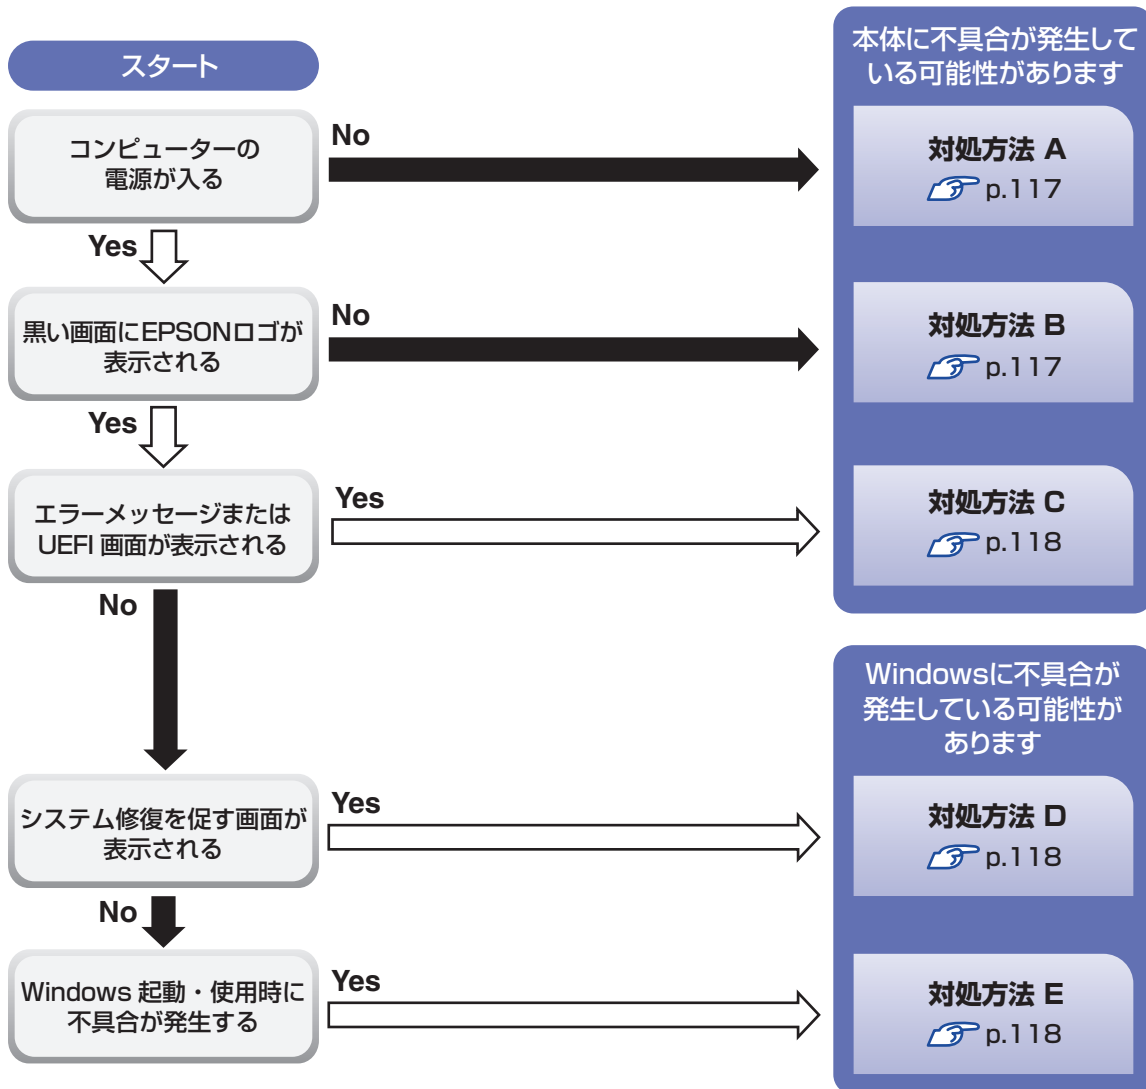 スタート
コンピューターの
電源が入る
No
本体に不具合が発生して
いる可能性があります
対処方法 A
p.117
Yes
黒い画面にEPSONロゴが
表示される
No
対処方法 B
p.117
Yes
エラーメッセージまたは
UEFI 画面が表示される
Yes
対処方法 C
p.118
No
Windowsに不具合が
発生している可能性が
あります
システム修復を促す画面が
表示される
Yes
対処方法 D
p.118
No
Windows 起動・使用時に
不具合が発生する
Yes
対処方法 E
p.118